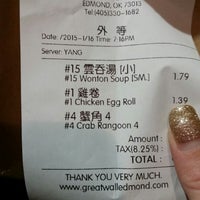 EDMOND, OK 73013
Tel:(405)330-1682
外 等
Date: /2015-1/16 Time 7:16PM
Server: YANG
#15 雲吞湯 [小]
#15 Wonton Soup [SM.] 1.79
#1 雞卷
#1 Chicken Egg Roll 1.39
#4 蟹角 4
#4 Crab Rangoon 4
Amount :
TAX(8.25%) :
TOTAL :
THANK YOU VERY MUCH.
www.greatwalledmond.com